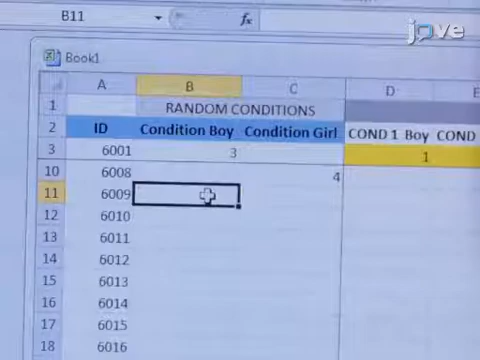 B11 fx
jove
Book1
A B C D E
1 RANDOM CONDITIONS
2 ID Condition Boy Condition Girl COND 1 Boy COND
3 6001 3 1
10 6008 4
11 6009
12 6010
13 6011
14 6012
15 6013
16 6014
17 6015
18 6016